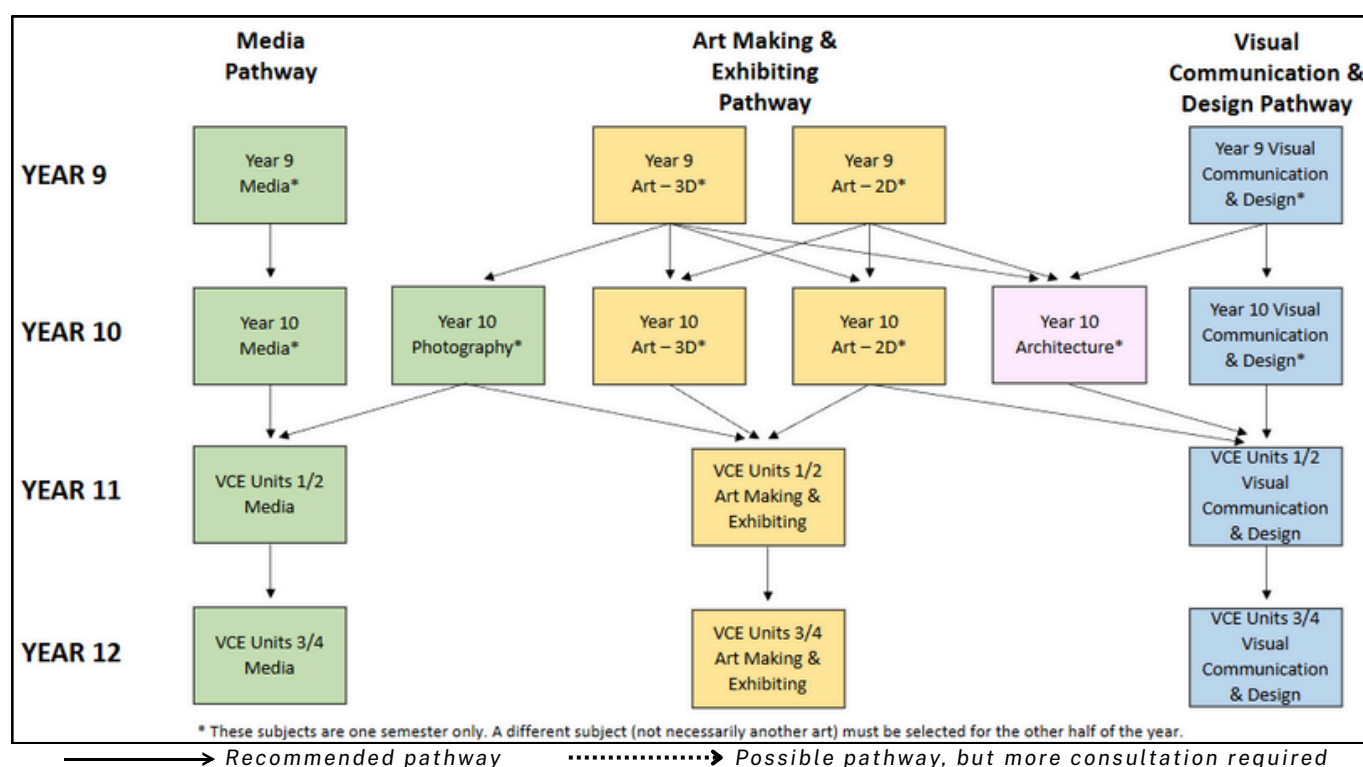 Media
Pathway
Art Making &
Exhibiting
Pathway
Visual
Communication &
Design Pathway
YEAR 9
Year 9
Media*
Year 9
Art – 3D*
Year 9
Art – 2D*
Year 9 Visual
Communication
& Design*
YEAR 10
Year 10
Media*
Year 10
Photography*
Year 10
Art – 3D*
Year 10
Art – 2D*
Year 10
Architecture*
Year 10 Visual
Communication
& Design*
YEAR 11
VCE Units 1/2
Media
VCE Units 1/2
Art Making &
Exhibiting
VCE Units 1/2
Visual
Communication
& Design
YEAR 12
VCE Units 3/4
Media
VCE Units 3/4
Art Making &
Exhibiting
VCE Units 3/4
Visual
Communication
& Design
* These subjects are one semester only. A different subject (not necessarily another art) must be selected for the other half of the year.
Recommended pathway
Possible pathway, but more consultation required